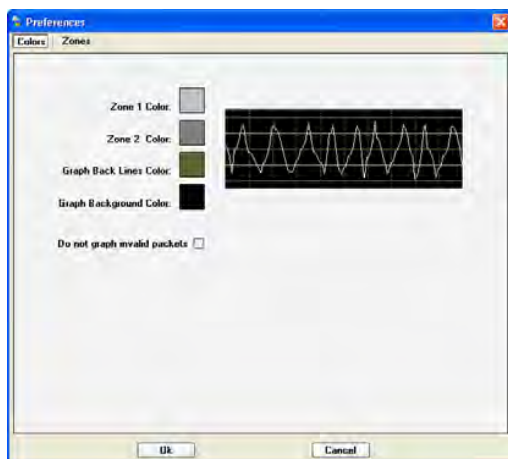 Preferences
Colors Zones
Zone 1 Color:
Zone 2 Color:
Graph Back Lines Color:
Graph Background Color:
Do not graph invalid packets
Ok Cancel